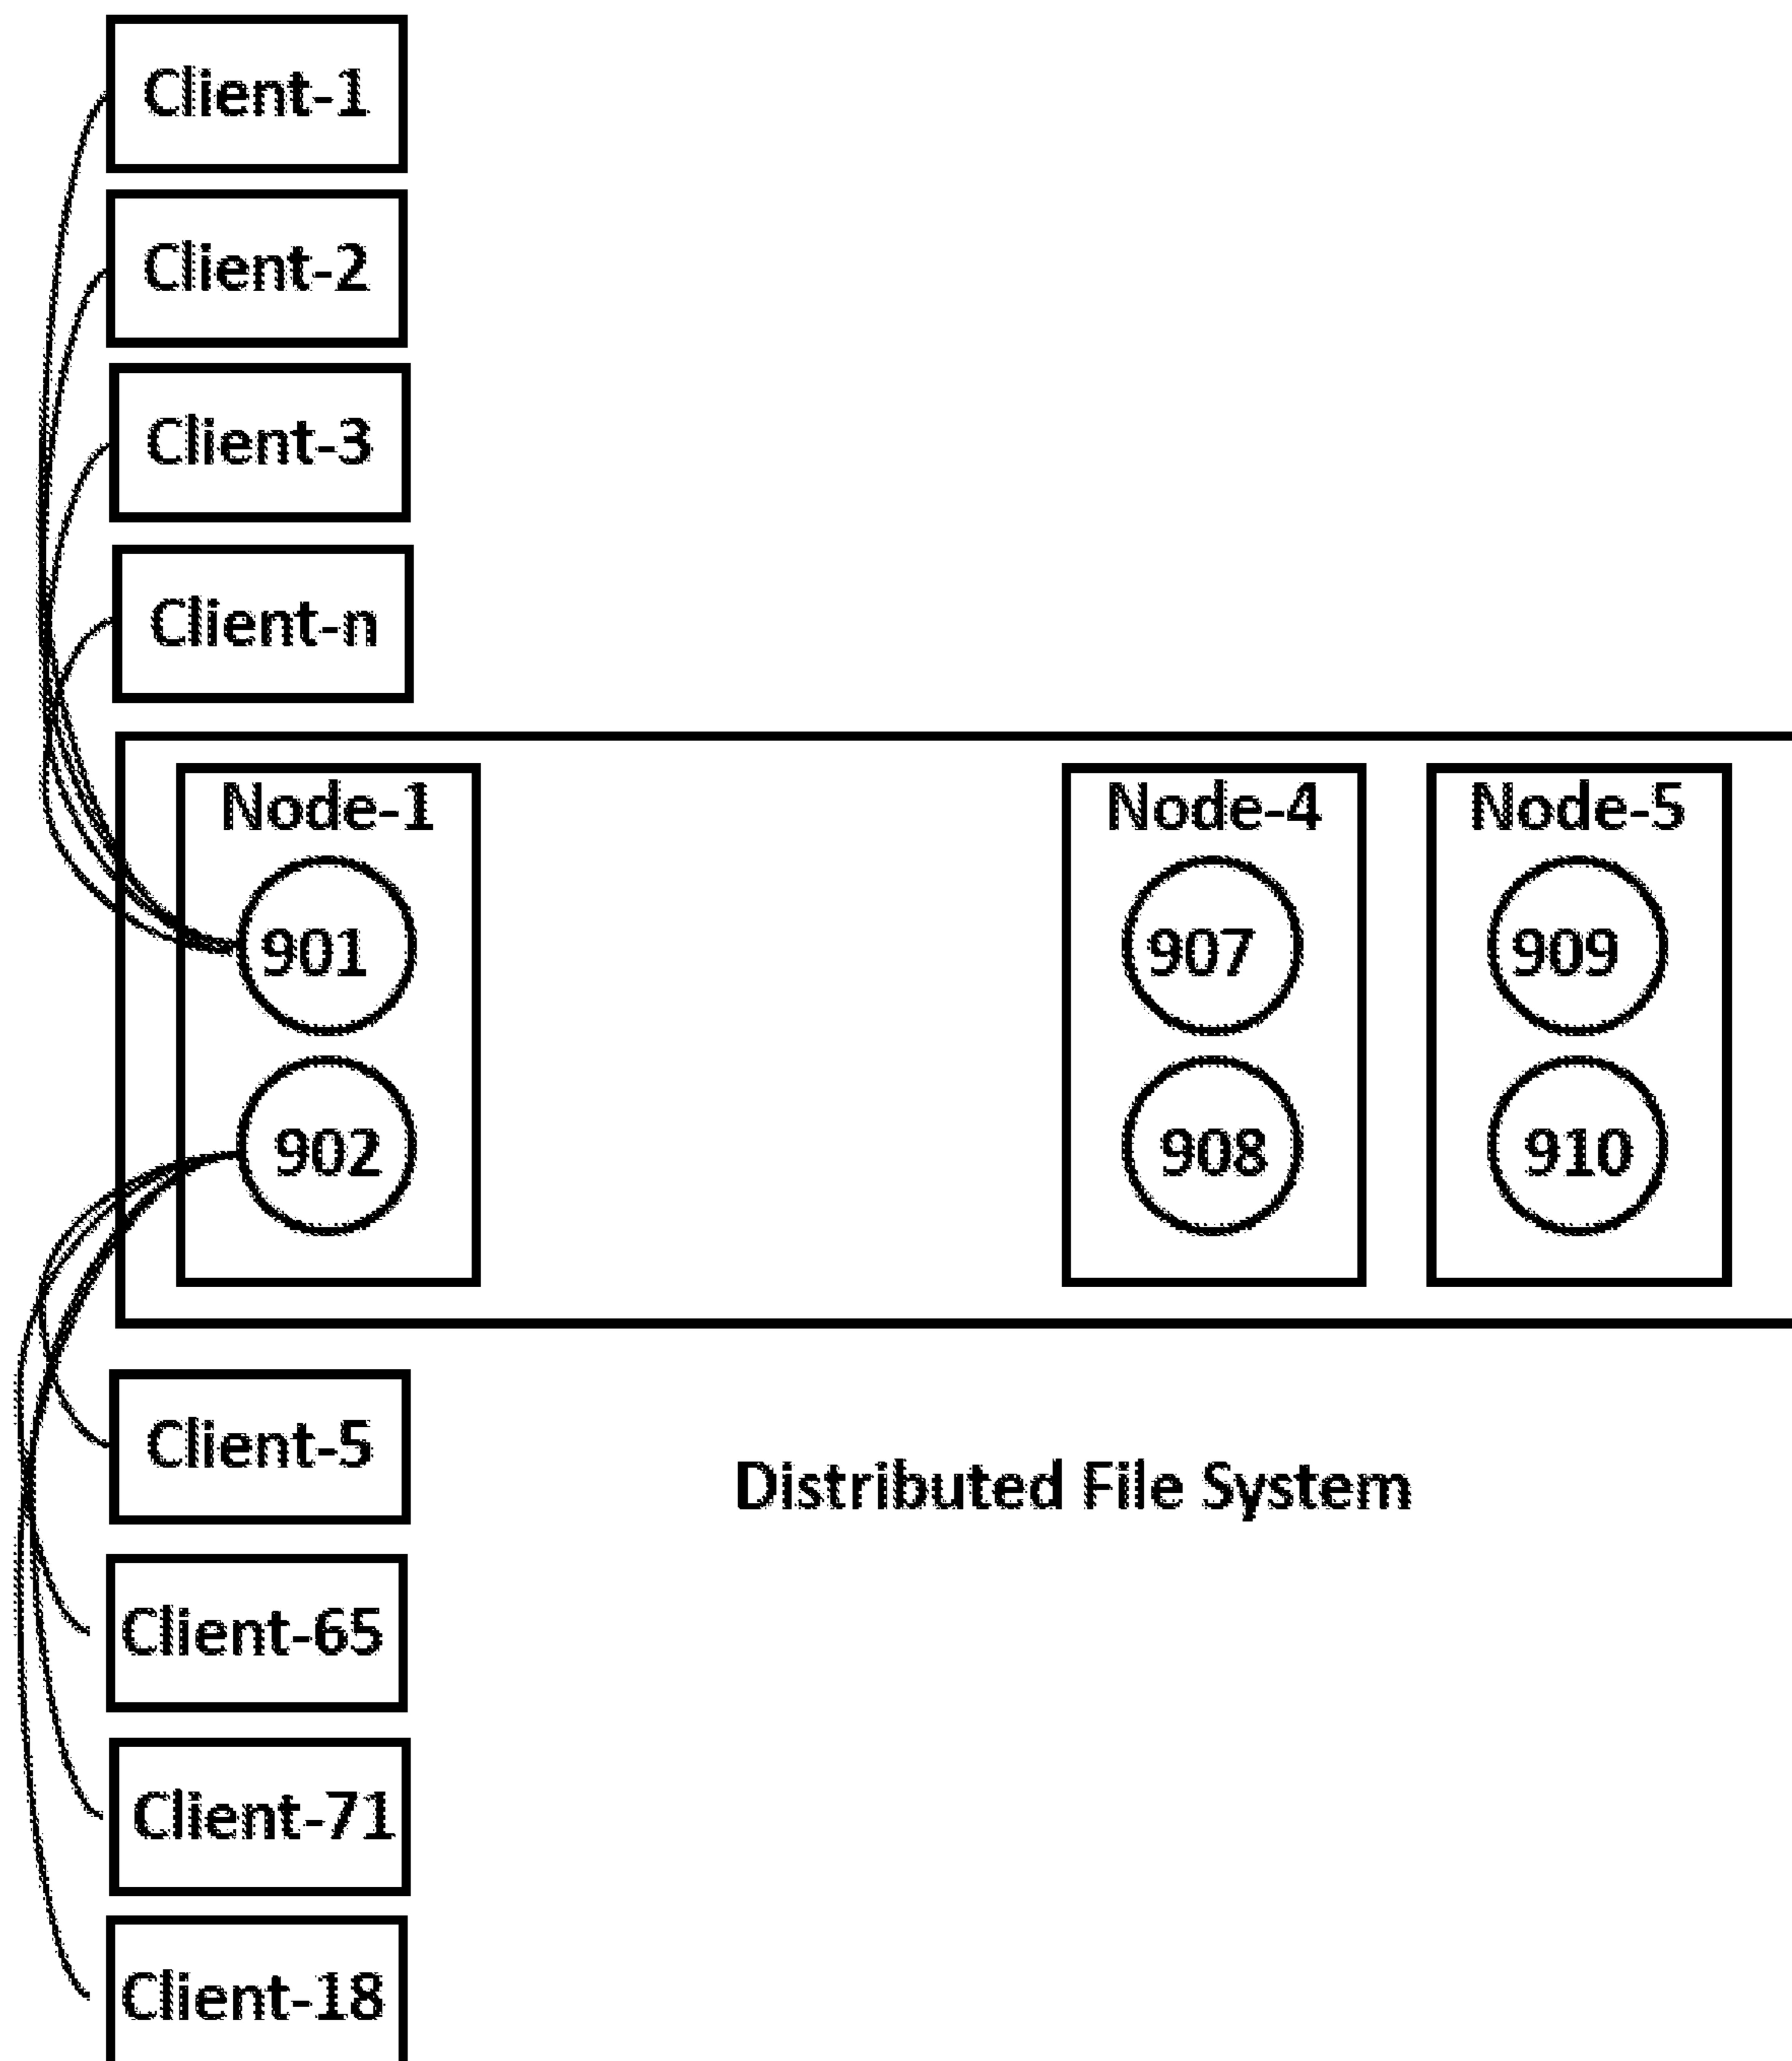 Client-1
Client-2
Client-3
Client-n
Node-1 Node-4 Node-5
901 907 909
902 908 910
Client-5
Distributed File System
Client-65
Client-71
Client-18